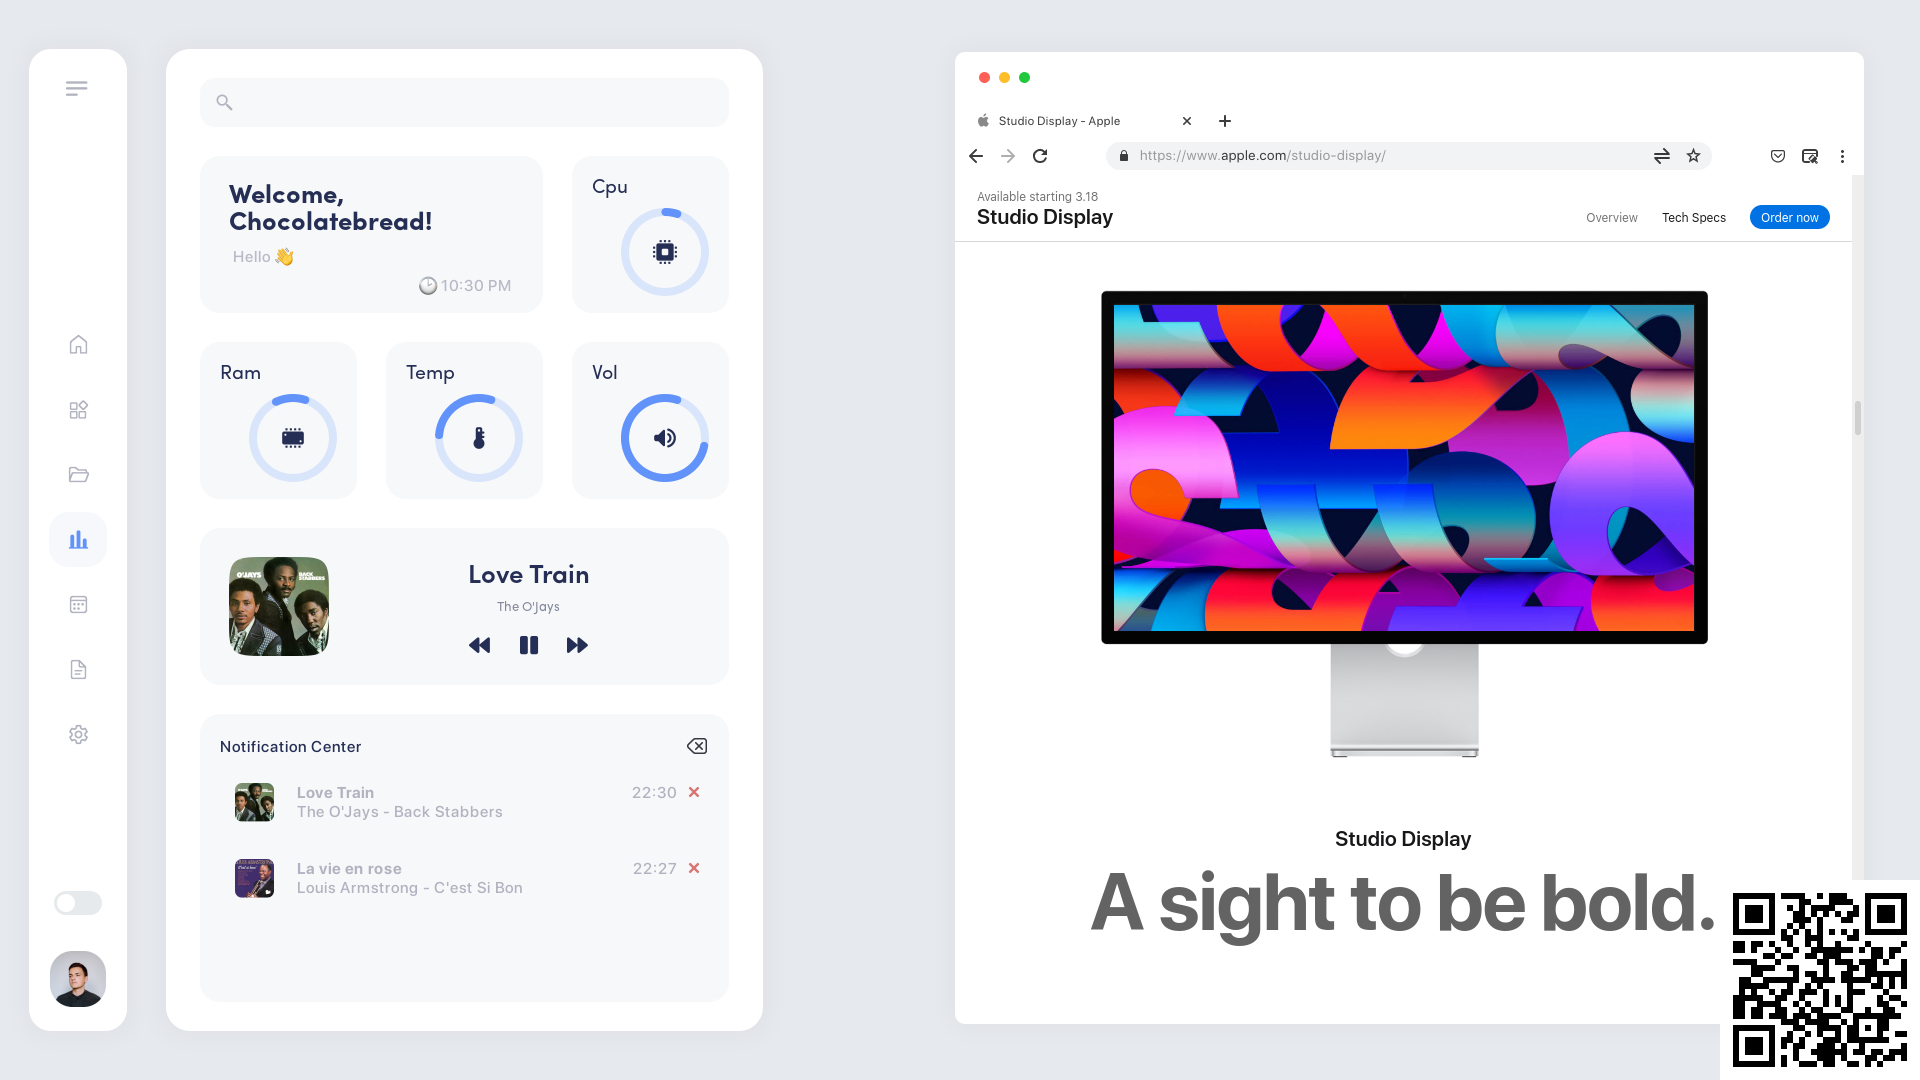 Welcome,
Chocolatebread!
Hello 👋
10:30 PM
Cpu
Ram
Temp
Vol
O'JAYS
BACK
STABBERS
Love Train
The O'Jays
Notification Center
Love Train
22:30
The O'Jays - Back Stabbers
La vie en rose
22:27
Louis Armstrong - C'est Si Bon
Studio Display - Apple
https://www.apple.com/studio-display/
Available starting 3.18
Studio Display
Overview
Tech Specs
Order now
Studio Display
A sight to be bold.